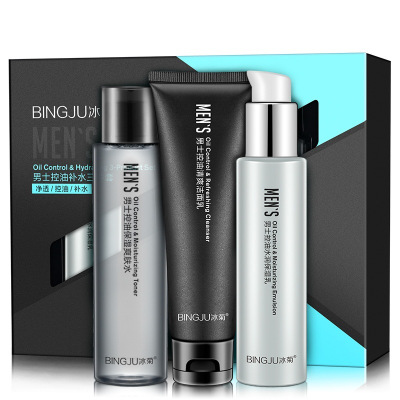 BINGJU冰菊®
MEN'S
Oil Control & Hydra
男士控油补水三
净透/控油/补水
MEN'S
Oil Control & Moisturizing Toner
男士控油保湿爽肤水
BINGJU冰菊®
MEN'S
Oil Control & Refreshing Cleanser
男士控油清爽洁面乳
BINGJU冰菊®
MEN'S
Oil Control & Moisturizing Emulsion
男士控油水润保湿乳
BINGJU冰菊®